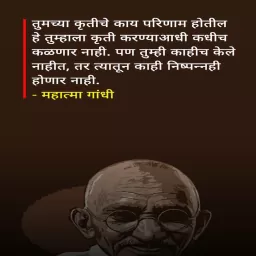 तुमच्या कृतीचे काय परिणाम होतील
हे तुम्हाला कृती करण्याआधी कधीच
कळणार नाही. पण तुम्ही काहीच केले
नाहीत, तर त्यातून काही निष्पन्नही
होणार नाही.
- महात्मा गांधी